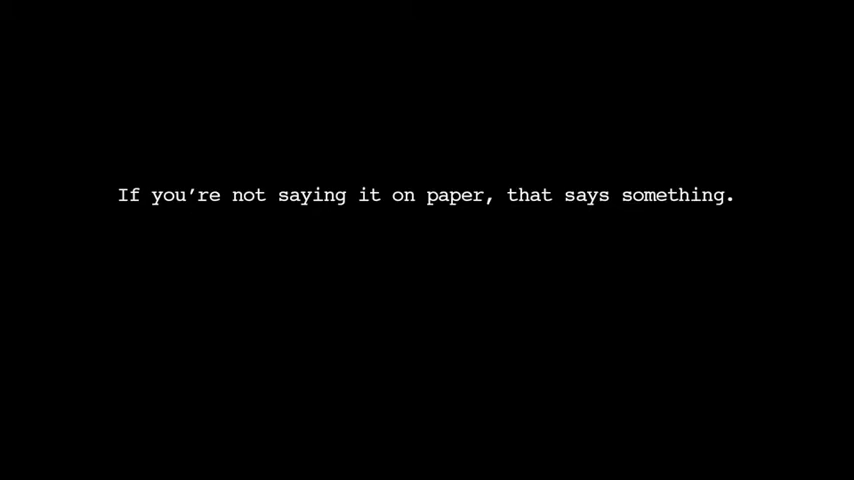 If you’re not saying it on paper, that says something.